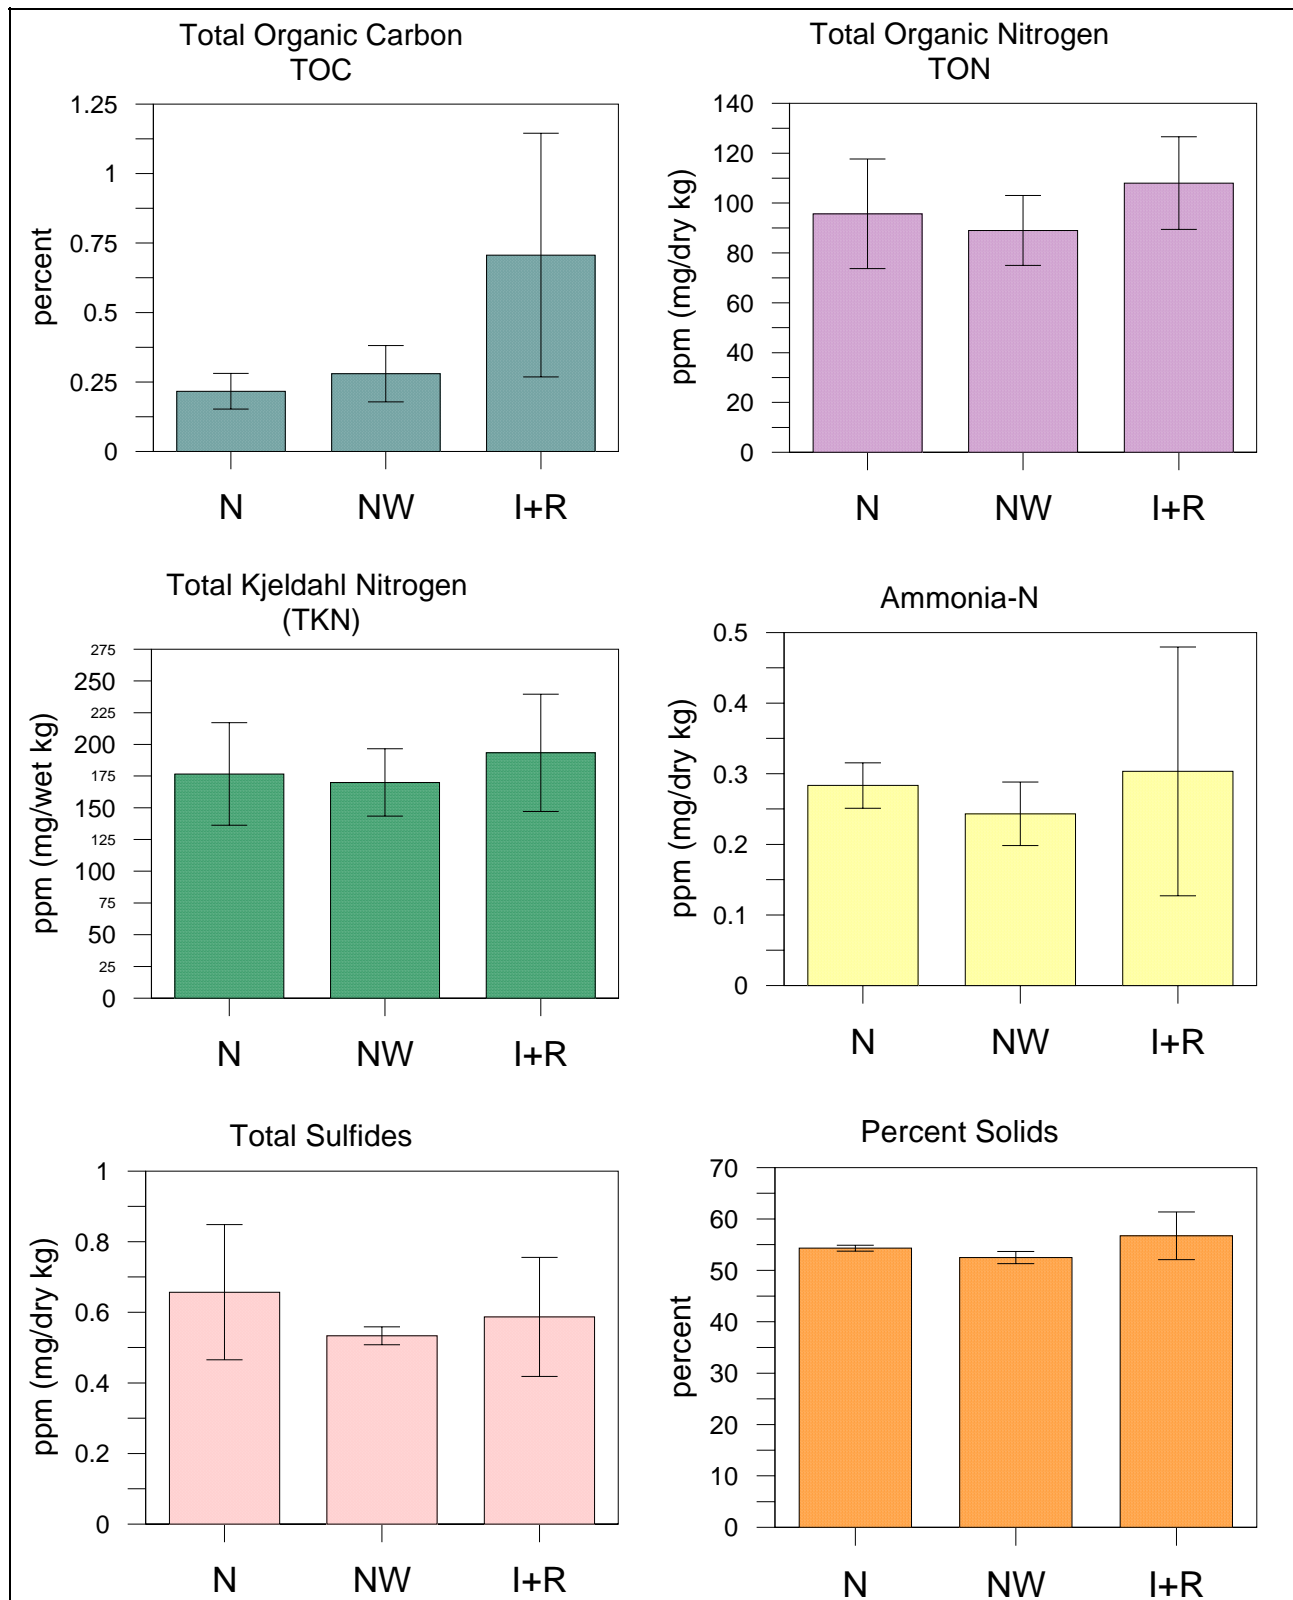 Total Organic Carbon
TOC
percent
1.25
1
0.75
0.5
0.25
0
N NW I+R
Total Organic Nitrogen
TON
ppm (mg/dry kg)
140
120
100
80
60
40
20
0
N NW I+R
Total Kjeldahl Nitrogen
(TKN)
ppm (mg/wet kg)
275
250
225
200
175
150
125
100
75
50
25
0
N NW I+R
Ammonia-N
ppm (mg/dry kg)
0.5
0.4
0.3
0.2
0.1
0
N NW I+R
Total Sulfides
ppm (mg/dry kg)
1
0.8
0.6
0.4
0.2
0
N NW I+R
Percent Solids
percent
70
60
50
40
30
20
10
0
N NW I+R